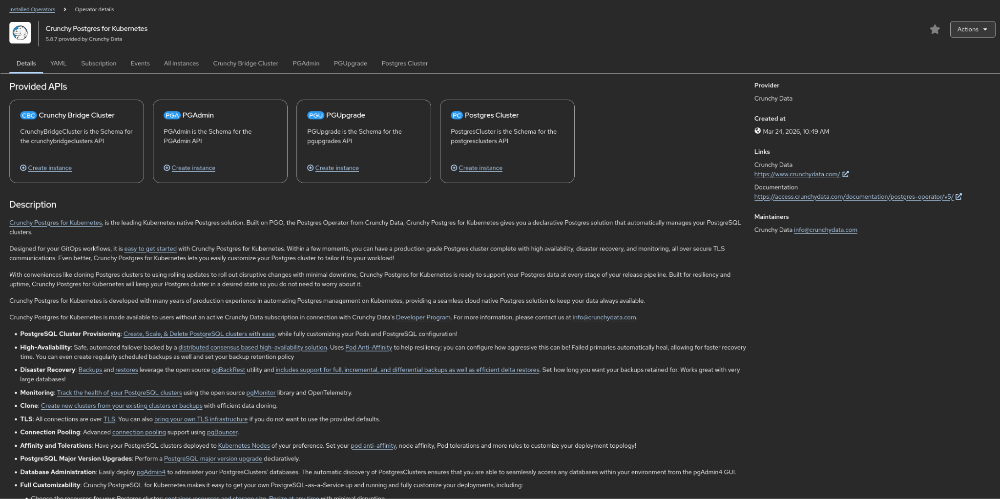 Installed Operators > Operator details
Crunchy Postgres for Kubernetes
5.8.7 provided by Crunchy Data
Actions
Details YAML Subscription Events All instances Crunchy Bridge Cluster PGAdmin PGUpgrade Postgres Cluster
Provided APIs
CBC Crunchy Bridge Cluster
CrunchyBridgeCluster is the Schema for
the crunchybridgeclusters API
Create instance
PGA PGAdmin
PGAdmin is the Schema for the
PGAdmin API
Create instance
PGU PGUpgrade
PGUpgrade is the Schema for the
pgupgrades API
Create instance
PC Postgres Cluster
PostgresCluster is the Schema for the
postgresclusters API
Create instance
Description
Crunchy Postgres for Kubernetes, is the leading Kubernetes native Postgres solution. Built on PGO, the Postgres Operator from Crunchy Data, Crunchy Postgres for Kubernetes gives you a declarative Postgres solution that automatically manages your PostgreSQL
clusters.
Designed for your GitOps workflows, it is easy to get started with Crunchy Postgres for Kubernetes. Within a few moments, you can have a production grade Postgres cluster complete with high availability, disaster recovery, and monitoring, all over secure TLS
communications. Even better, Crunchy Postgres for Kubernetes lets you easily customize your Postgres cluster to tailor it to your workload!
With conveniences like cloning Postgres clusters to using rolling updates to roll out disruptive changes with minimal downtime, Crunchy Postgres for Kubernetes is ready to support your Postgres data at every stage of your release pipeline. Built for resiliency and
uptime, Crunchy Postgres for Kubernetes will keep your Postgres cluster in a desired state so you do not need to worry about it.
Crunchy Postgres for Kubernetes is developed with many years of production experience in automating Postgres management on Kubernetes, providing a seamless cloud native Postgres solution to keep your data always available.
Crunchy Postgres for Kubernetes is made available to users without an active Crunchy Data subscription in connection with Crunchy Data's Developer Program. For more information, please contact us at info@crunchydata.com.
• PostgreSQL Cluster Provisioning: Create, Scale, & Delete PostgreSQL clusters with ease, while fully customizing your Pods and PostgreSQL configuration!
• High-Availability: Safe, automated failover backed by a distributed consensus based high-availability solution. Uses Pod Anti-Affinity to help resiliency; you can configure how aggressive this can be! Failed primaries automatically heal, allowing for faster recovery
time. You can even create regularly scheduled backups as well and set your backup retention policy
• Disaster Recovery: Backups and restores leverage the open source pgBackRest utility and includes support for full, incremental, and differential backups as well as efficient delta restores. Set how long you want your backups retained for. Works great with very
large databases!
• Monitoring: Track the health of your PostgreSQL clusters using the open source pgMonitor library and OpenTelemetry.
• Clone: Create new clusters from your existing clusters or backups with efficient data cloning.
• TLS: All connections are over TLS. You can also bring your own TLS infrastructure if you do not want to use the provided defaults.
• Connection Pooling: Advanced connection pooling support using pgBouncer.
• Affinity and Tolerations: Have your PostgreSQL clusters deployed to Kubernetes Nodes of your preference. Set your pod anti-affinity, node affinity, Pod tolerations and more rules to customize your deployment topology!
• PostgreSQL Major Version Upgrades: Perform a PostgreSQL major version upgrade declaratively.
• Database Administration: Easily deploy pgAdmin4 to administer your PostgresClusters' databases. The automatic discovery of PostgresClusters ensures that you are able to seamlessly access any databases within your environment from the pgAdmin4 GUI.
• Full Customizability: Crunchy PostgreSQL for Kubernetes makes it easy to get your own PostgreSQL-as-a-Service up and running and fully customize your deployments, including:
• Choose the resources for your Postgres cluster: container resources and storage size. Resize at any time with minimal disruption.
Provider
Crunchy Data
Created at
Mar 24, 2026, 10:49 AM
Links
Crunchy Data
https://www.crunchydata.com/
Documentation
https://access.crunchydata.com/documentation/postgres-operator/v5/
Maintainers
Crunchy Data info@crunchydata.com